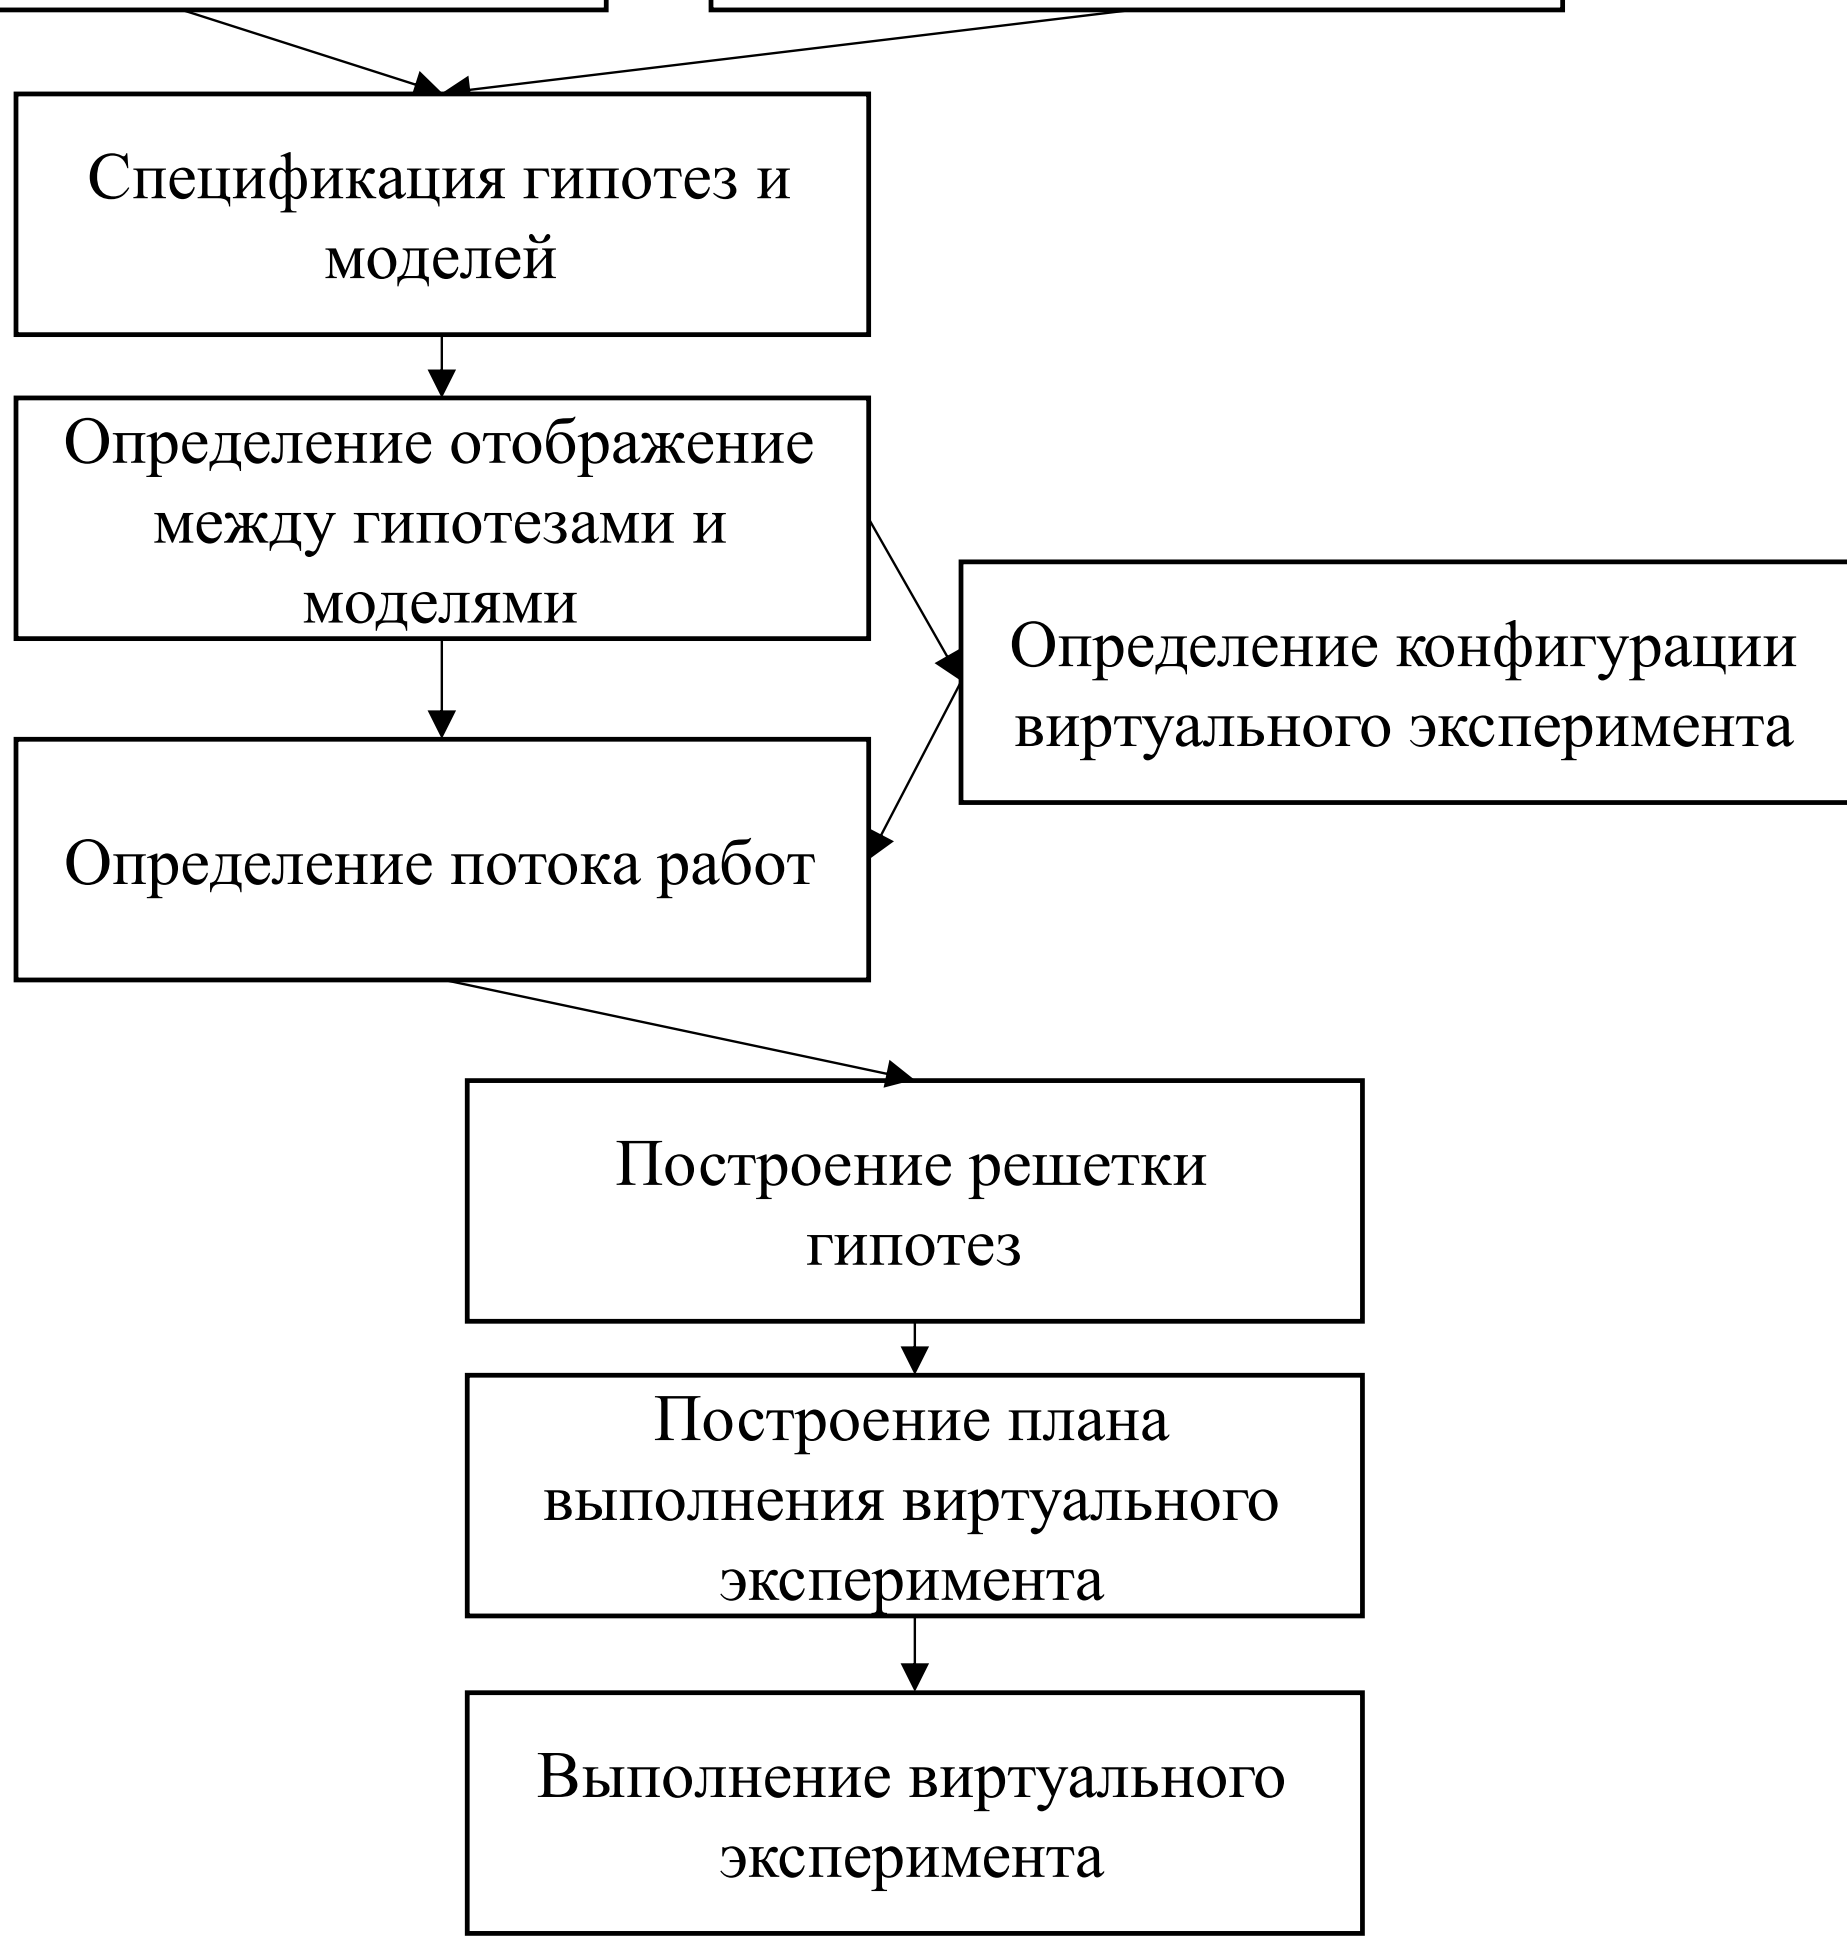 Спецификация гипотез и
моделей
Определение отображение
между гипотезами и
моделями
Определение конфигурации
виртуального эксперимента
Определение потока работ
Построение решетки
гипотез
Построение плана
выполнения виртуального
эксперимента
Выполнение виртуального
эксперимента